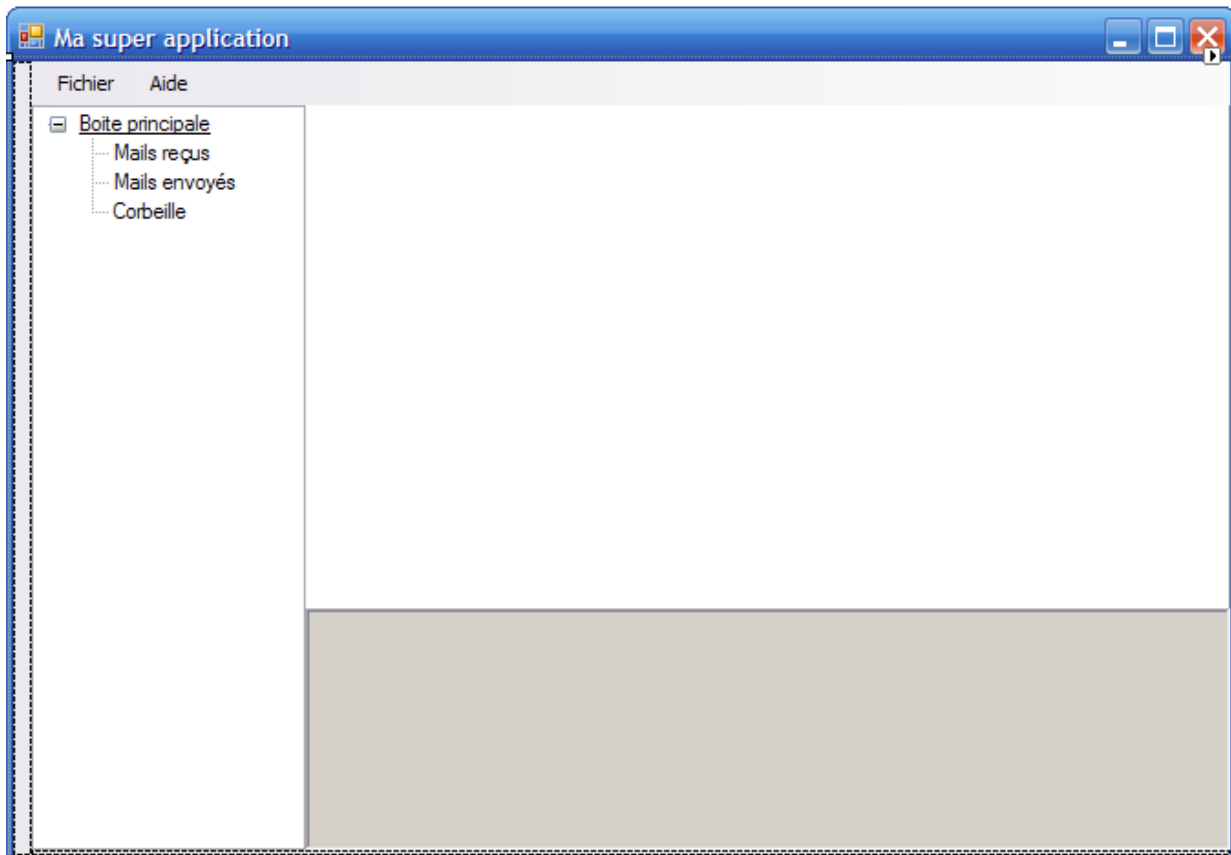 Ma super application
Fichier Aide
Boite principale
Mails reçus
Mails envoyés
Corbeille